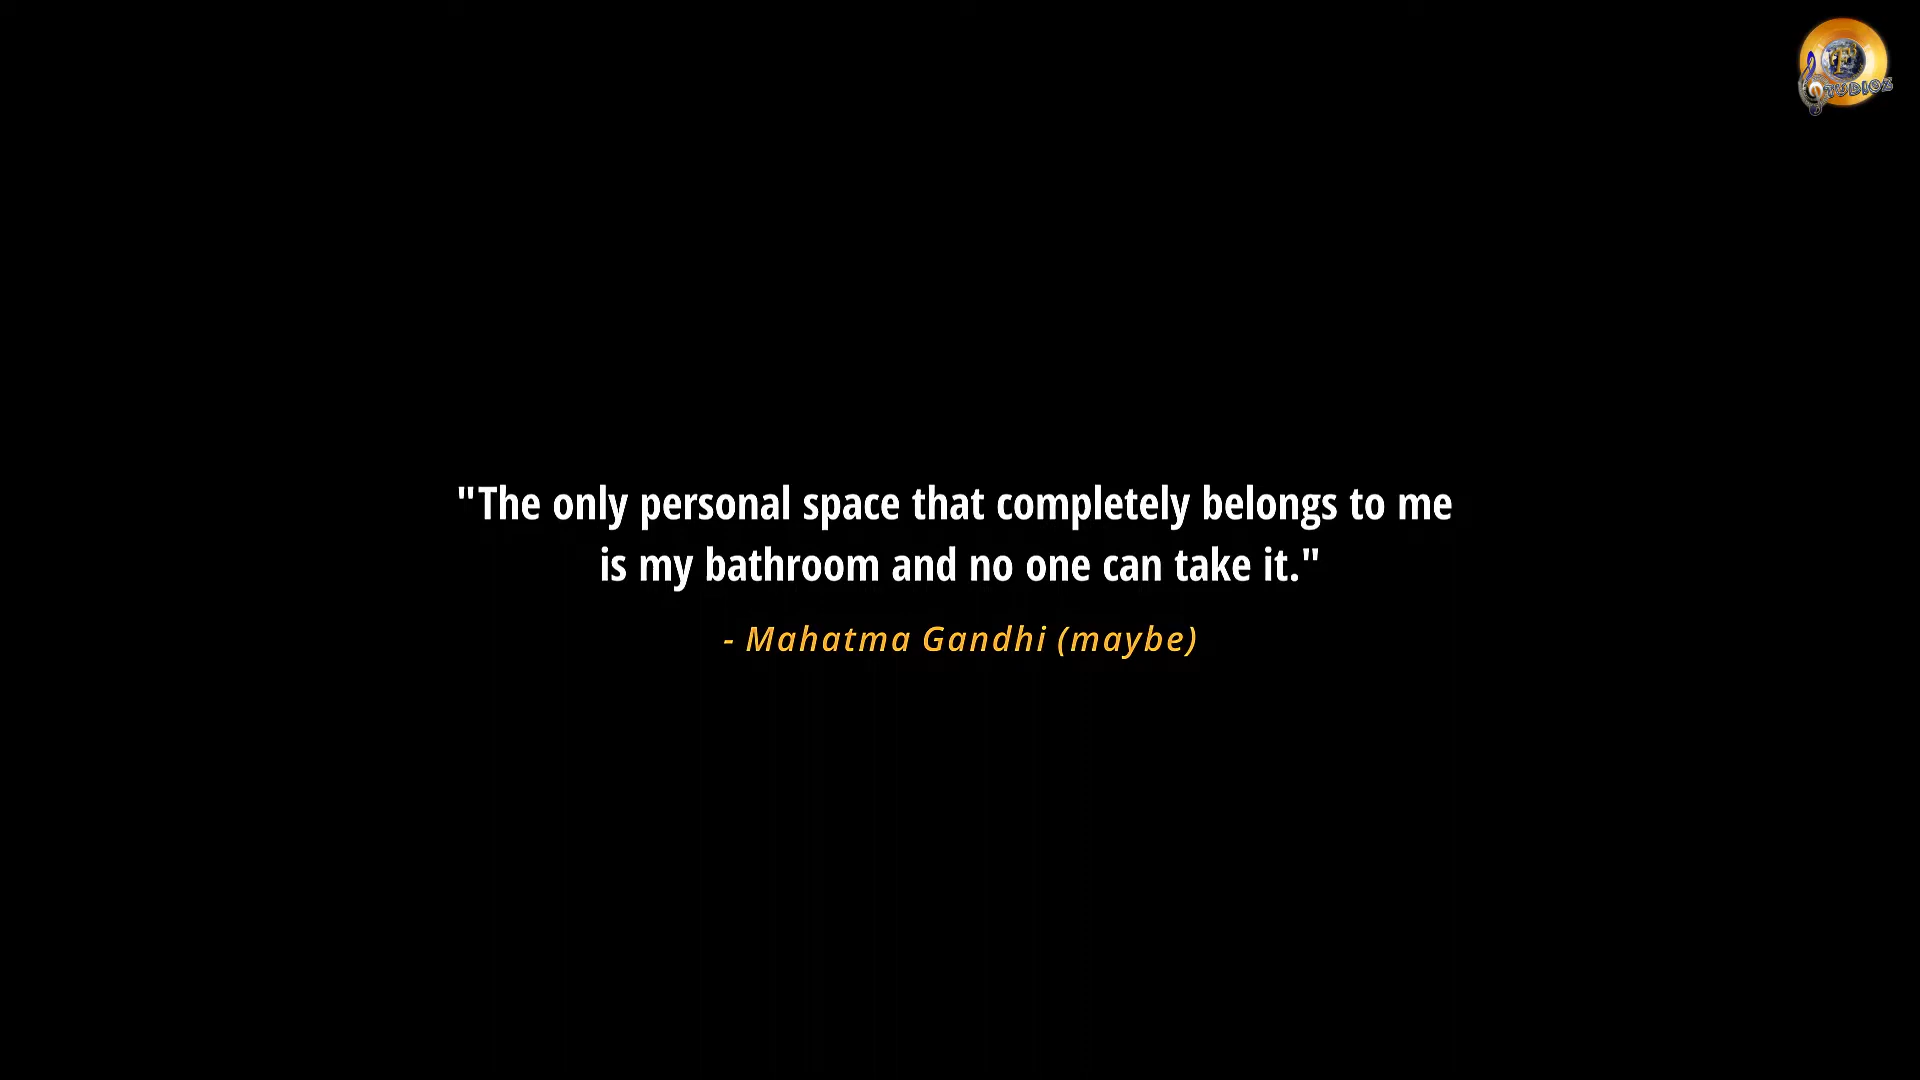 "The only personal space that completely belongs to me
is my bathroom and no one can take it."
- Mahatma Gandhi (maybe)